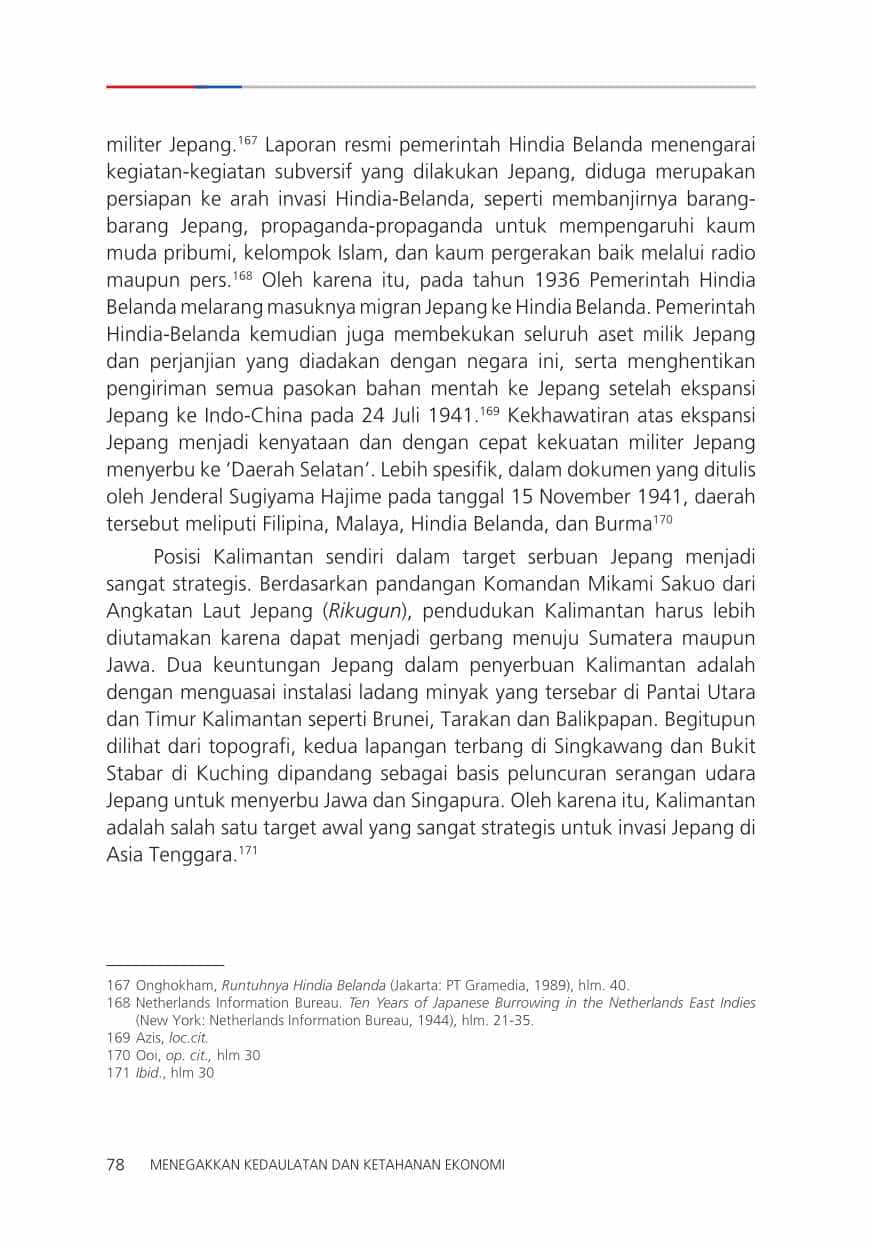 militer Jepang.167 Laporan resmi pemerintah Hindia Belanda menengarai
kegiatan-kegiatan subversif yang dilakukan Jepang, diduga merupakan
persiapan ke arah invasi Hindia-Belanda, seperti membanjirnya barang-
barang Jepang, propaganda-propaganda untuk mempengaruhi kaum
muda pribumi, kelompok Islam, dan kaum pergerakan baik melalui radio
maupun pers.168 Oleh karena itu, pada tahun 1936 Pemerintah Hindia
Belanda melarang masuknya migran Jepang ke Hindia Belanda. Pemerintah
Hindia-Belanda kemudian juga membekukan seluruh aset milik Jepang
dan perjanjian yang diadakan dengan negara ini, serta menghentikan
pengiriman semua pasokan bahan mentah ke Jepang setelah ekspansi
Jepang ke Indo-China pada 24 Juli 1941.169 Kekhawatiran atas ekspansi
Jepang menjadi kenyataan dan dengan cepat kekuatan militer Jepang
menyerbu ke ‘Daerah Selatan’. Lebih spesifik, dalam dokumen yang ditulis
oleh Jenderal Sugiyama Hajime pada tanggal 15 November 1941, daerah
tersebut meliputi Filipina, Malaya, Hindia Belanda, dan Burma170
Posisi Kalimantan sendiri dalam target serbuan Jepang menjadi
sangat strategis. Berdasarkan pandangan Komandan Mikami Sakuo dari
Angkatan Laut Jepang (Rikugun), pendudukan Kalimantan harus lebih
diutamakan karena dapat menjadi gerbang menuju Sumatera maupun
Jawa. Dua keuntungan Jepang dalam penyerbuan Kalimantan adalah
dengan menguasai instalasi ladang minyak yang tersebar di Pantai Utara
dan Timur Kalimantan seperti Brunei, Tarakan dan Balikpapan. Begitupun
dilihat dari topografi, kedua lapangan terbang di Singkawang dan Bukit
Stabar di Kuching dipandang sebagai basis peluncuran serangan udara
Jepang untuk menyerbu Jawa dan Singapura. Oleh karena itu, Kalimantan
adalah salah satu target awal yang sangat strategis untuk invasi Jepang di
Asia Tenggara.171
167 Onghokham, Runtuhnya Hindia Belanda (Jakarta: PT Gramedia, 1989), hlm. 40.
168 Netherlands Information Bureau. Ten Years of Japanese Burrowing in the Netherlands East Indies
(New York: Netherlands Information Bureau, 1944), hlm. 21-35.
169 Azis, loc.cit.
170 Ooi, op. cit., hlm 30
171 Ibid., hlm 30
78 MENEGAKKAN KEDAULATAN DAN KETAHANAN EKONOMI